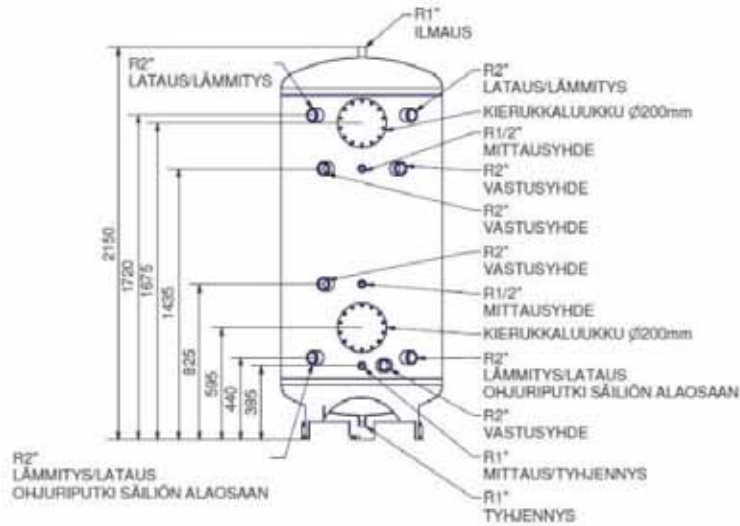 R1"
ILMAUS
R2"
LATAUS/LÄMMITYS
R2"
LATAUS/LÄMMITYS
KIERUKKALUUKKU Ø200mm
R1/2"
MITTAUSYHDE
R2"
VASTUSYHDE
R2"
VASTUSYHDE
R2"
VASTUSYHDE
R1/2"
MITTAUSYHDE
KIERUKKALUUKKU Ø200mm
R2"
LÄMMITYS/LATAUS
OHJURIPUTKI SÄILIÖN ALAOSAAN
R2"
VASTUSYHDE
R1"
MITTAUS/TYHJENNYS
R1"
TYHJENNYS
2150
1720
1675
1435
825
595
440
395
R2"
LÄMMITYS/LATAUS
OHJURIPUTKI SÄILIÖN ALAOSAAN